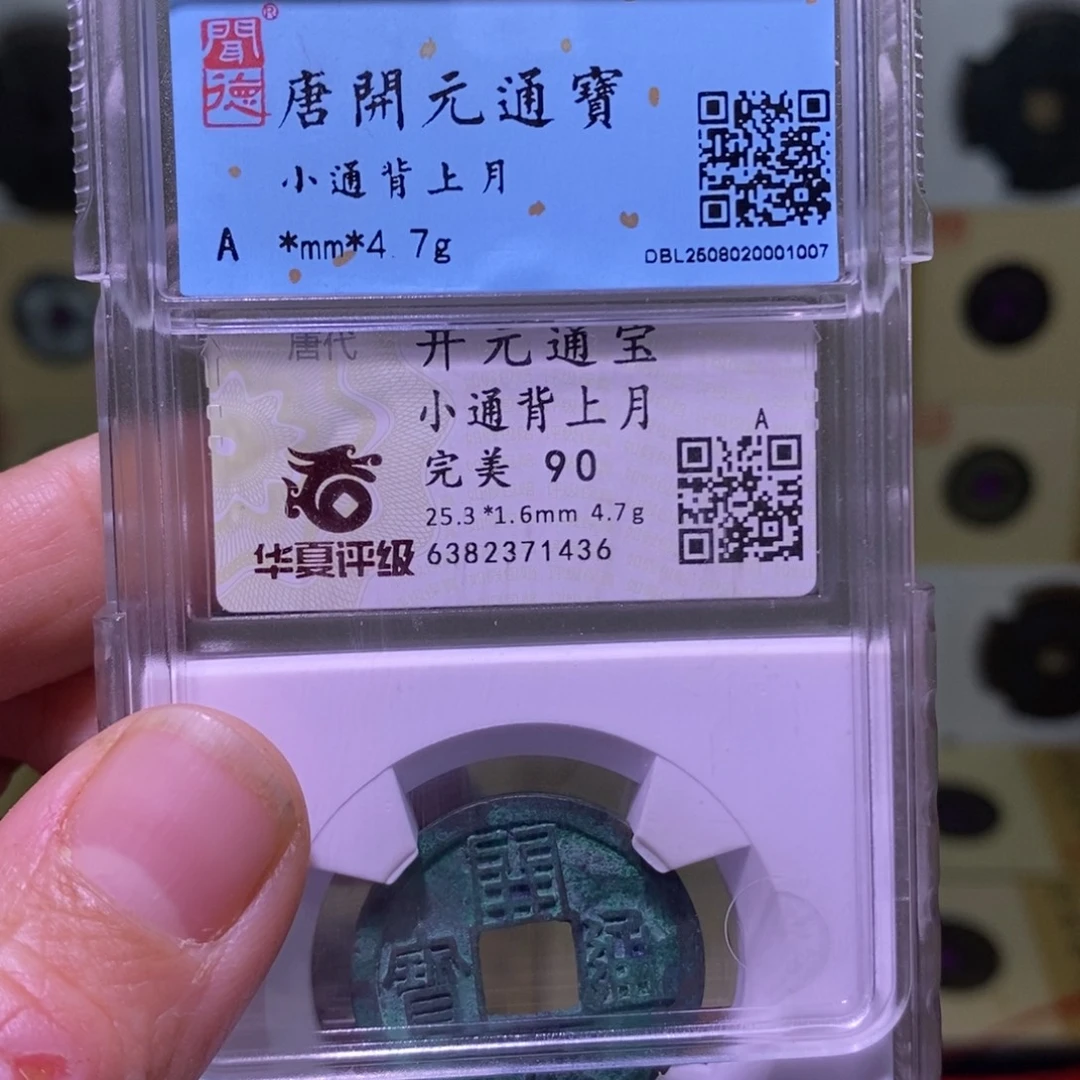 聞德®
唐開元通寶
小通背上月
A *mm*4.7g
DBL2508020001007
唐代 开元通宝
小通背上月
A
完美 90
25.3*1.6mm 4.7g
华夏评级 6382371436
開
通
寶